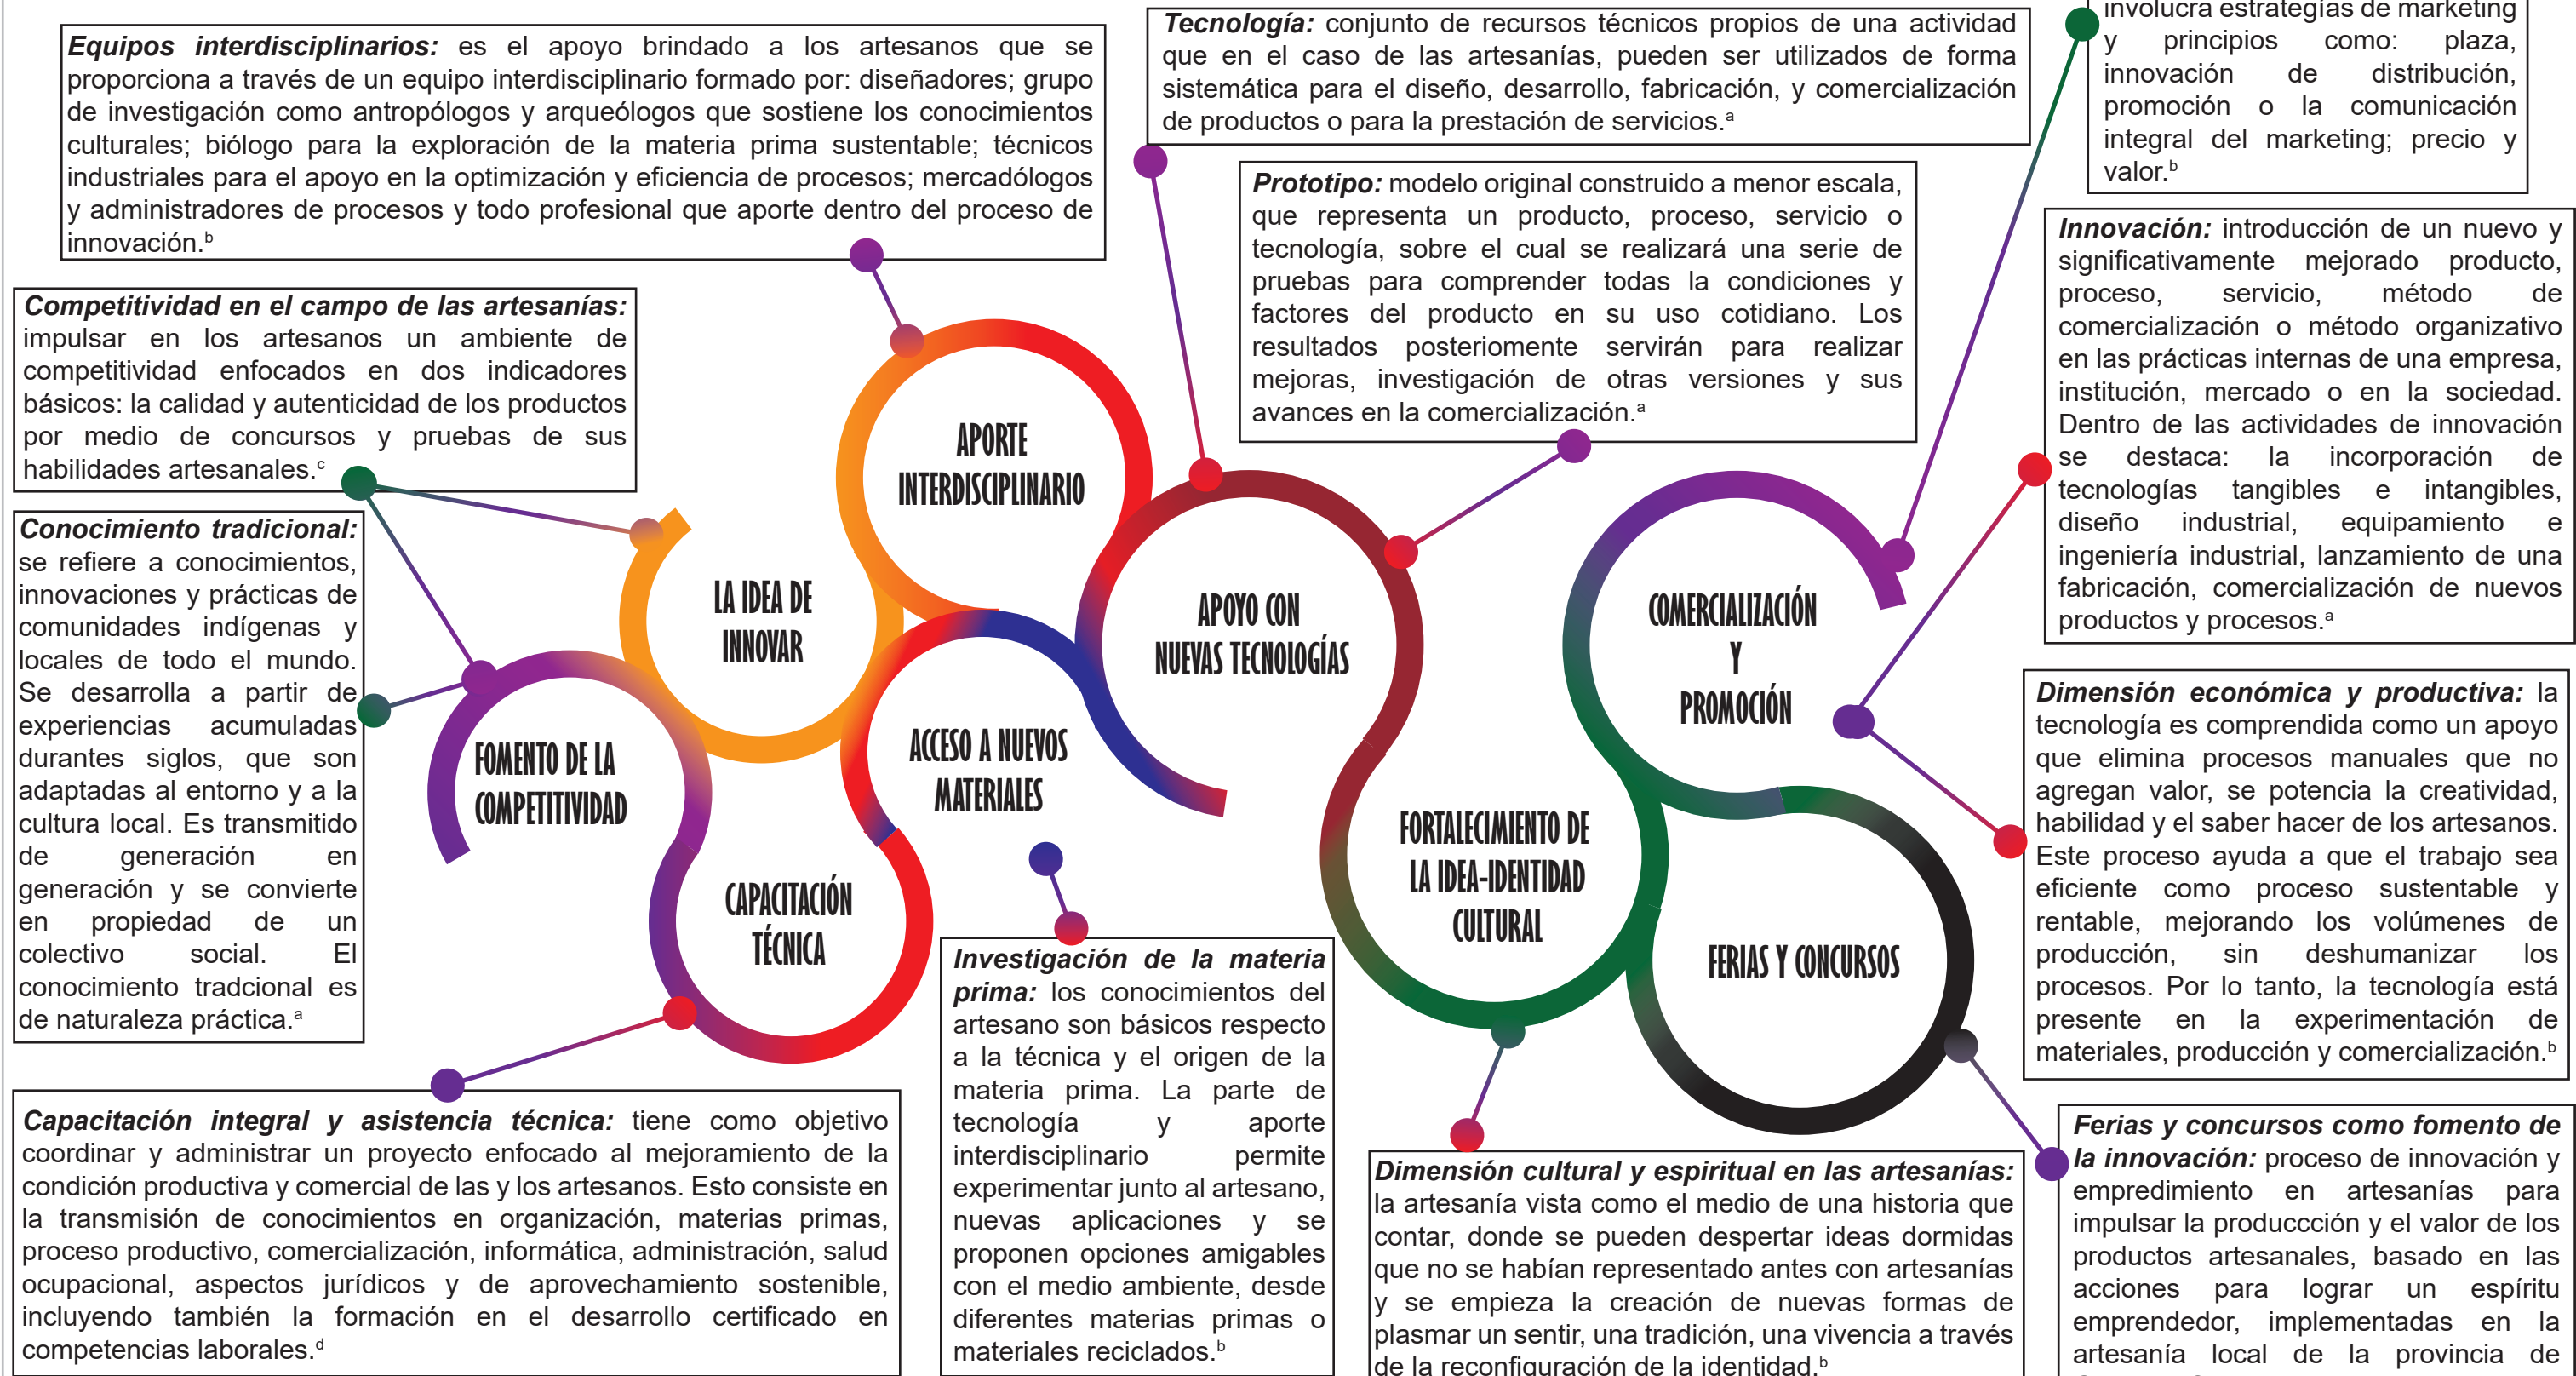 Equipos interdisciplinarios: es el apoyo brindado a los artesanos que se
proporciona a través de un equipo interdisciplinario formado por: diseñadores; grupo
de investigación como antropólogos y arqueólogos que sostiene los conocimientos
culturales; biólogo para la exploración de la materia prima sustentable; técnicos
industriales para el apoyo en la optimización y eficiencia de procesos; mercadólogos
y administradores de procesos y todo profesional que aporte dentro del proceso de
innovación.ᵇ
Tecnología: conjunto de recursos técnicos propios de una actividad
que en el caso de las artesanías, pueden ser utilizados de forma
sistemática para el diseño, desarrollo, fabricación, y comercialización
de productos o para la prestación de servicios.ᵃ
involucra estrategías de marketing
y principios como: plaza,
innovación de distribución,
promoción o la comunicación
integral del marketing; precio y
valor.ᵇ
Prototipo: modelo original construido a menor escala,
que representa un producto, proceso, servicio o
tecnología, sobre el cual se realizará una serie de
pruebas para comprender todas la condiciones y
factores del producto en su uso cotidiano. Los
resultados posteriomente servirán para realizar
mejoras, investigación de otras versiones y sus
avances en la comercialización.ᵃ
Innovación: introducción de un nuevo y
significativamente mejorado producto,
proceso, servicio, método de
comercialización o método organizativo
en las prácticas internas de una empresa,
institución, mercado o en la sociedad.
Dentro de las actividades de innovación
se destaca: la incorporación de
tecnologías tangibles e intangibles,
diseño industrial, equipamiento e
ingeniería industrial, lanzamiento de una
fabricación, comercialización de nuevos
productos y procesos.ᵃ
Competitividad en el campo de las artesanías:
impulsar en los artesanos un ambiente de
competitividad enfocados en dos indicadores
básicos: la calidad y autenticidad de los productos
por medio de concursos y pruebas de sus
habilidades artesanales.ᶜ
Conocimiento tradicional:
se refiere a conocimientos,
innovaciones y prácticas de
comunidades indígenas y
locales de todo el mundo.
Se desarrolla a partir de
experiencias acumuladas
durantes siglos, que son
adaptadas al entorno y a la
cultura local. Es transmitido
de generación en
generación y se convierte
en propiedad de un
colectivo social. El
conocimiento tradcional es
de naturaleza práctica.ᵃ
APORTE
INTERDISCIPLINARIO
LA IDEA DE
INNOVAR
APOYO CON
NUEVAS TECNOLOGÍAS
COMERCIALIZACIÓN
Y
PROMOCIÓN
FOMENTO DE LA
COMPETITIVIDAD
ACCESO A NUEVOS
MATERIALES
CAPACITACIÓN
TÉCNICA
FORTALECIMIENTO DE
LA IDEA-IDENTIDAD
CULTURAL
FERIAS Y CONCURSOS
Dimensión económica y productiva: la
tecnología es comprendida como un apoyo
que elimina procesos manuales que no
agregan valor, se potencia la creatividad,
habilidad y el saber hacer de los artesanos.
Este proceso ayuda a que el trabajo sea
eficiente como proceso sustentable y
rentable, mejorando los volúmenes de
producción, sin deshumanizar los
procesos. Por lo tanto, la tecnología está
presente en la experimentación de
materiales, producción y comercialización.ᵇ
Capacitación integral y asistencia técnica: tiene como objetivo
coordinar y administrar un proyecto enfocado al mejoramiento de la
condición productiva y comercial de las y los artesanos. Esto consiste en
la transmisión de conocimientos en organización, materias primas,
proceso productivo, comercialización, informática, administración, salud
ocupacional, aspectos jurídicos y de aprovechamiento sostenible,
incluyendo también la formación en el desarrollo certificado en
competencias laborales.ᵈ
Investigación de la materia
prima: los conocimientos del
artesano son básicos respecto
a la técnica y el origen de la
materia prima. La parte de
tecnología y aporte
interdisciplinario permite
experimentar junto al artesano,
nuevas aplicaciones y se
proponen opciones amigables
con el medio ambiente, desde
diferentes materias primas o
materiales reciclados.ᵇ
Dimensión cultural y espiritual en las artesanías:
la artesanía vista como el medio de una historia que
contar, donde se pueden despertar ideas dormidas
que no se habían representado antes con artesanías
y se empieza la creación de nuevas formas de
plasmar un sentir, una tradición, una vivencia a través
de la reconfiguración de la identidad.ᵇ
Ferias y concursos como fomento de
la innovación: proceso de innovación y
empredimiento en artesanías para
impulsar la produccción y el valor de los
productos artesanales, basado en las
acciones para lograr un espíritu
emprendedor, implementadas en la
artesanía local de la provincia de